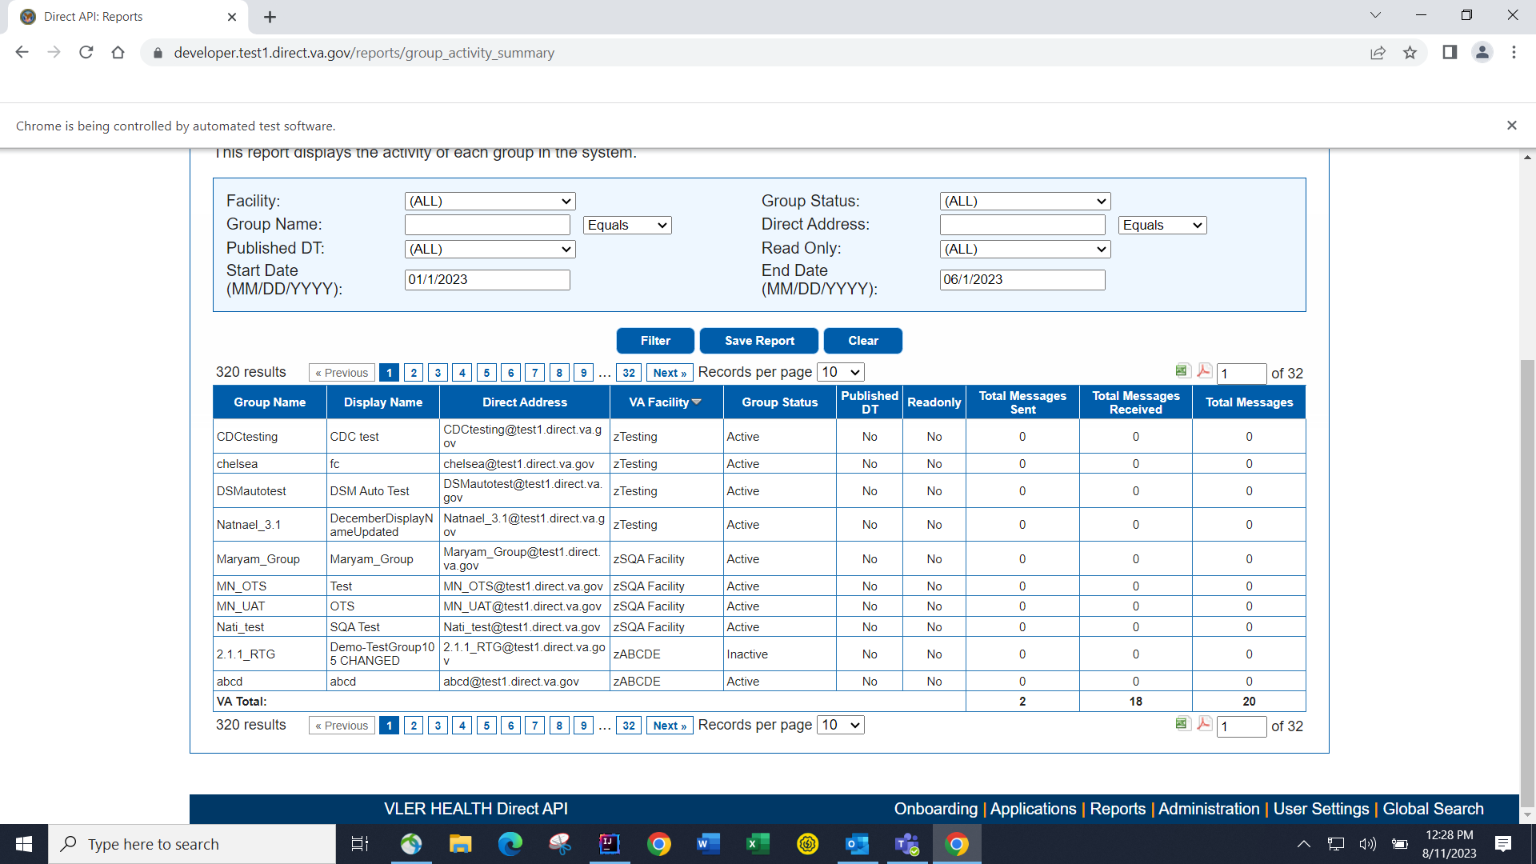 Direct API: Reports
developer.test1.direct.va.gov/reports/group_activity_summary
Chrome is being controlled by automated test software.
This report displays the activity of each group in the system.
Facility: (ALL) Group Status: (ALL)
Group Name: Equals Direct Address: Equals
Published DT: (ALL) Read Only: (ALL)
Start Date (MM/DD/YYYY): 01/1/2023 End Date (MM/DD/YYYY): 06/1/2023
Filter Save Report Clear
320 results « Previous 1 2 3 4 5 6 7 8 9 ... 32 Next » Records per page 10 1 of 32
Group Name Display Name Direct Address VA Facility Group Status Published DT Readonly Total Messages Sent Total Messages Received Total Messages
CDCtesting CDC test CDCtesting@test1.direct.va.gov zTesting Active No No 0 0 0
chelsea fc chelsea@test1.direct.va.gov zTesting Active No No 0 0 0
DSMautotest DSM Auto Test DSMautotest@test1.direct.va.gov zTesting Active No No 0 0 0
Natnael_3.1 DecemberDisplayNameUpdated Natnael_3.1@test1.direct.va.gov zTesting Active No No 0 0 0
Maryam_Group Maryam_Group Maryam_Group@test1.direct.va.gov zSQA Facility Active No No 0 0 0
MN_OTS Test MN_OTS@test1.direct.va.gov zSQA Facility Active No No 0 0 0
MN_UAT OTS MN_UAT@test1.direct.va.gov zSQA Facility Active No No 0 0 0
Nati_test SQA Test Nati_test@test1.direct.va.gov zSQA Facility Active No No 0 0 0
2.1.1_RTG Demo-TestGroup105 CHANGED 2.1.1_RTG@test1.direct.va.gov zABCDE Inactive No No 0 0 0
abcd abcd abcd@test1.direct.va.gov zABCDE Active No No 0 0 0
VA Total: 2 18 20
320 results « Previous 1 2 3 4 5 6 7 8 9 ... 32 Next » Records per page 10 1 of 32
VLER HEALTH Direct API Onboarding | Applications | Reports | Administration | User Settings | Global Search
Type here to search
12:28 PM
8/11/2023